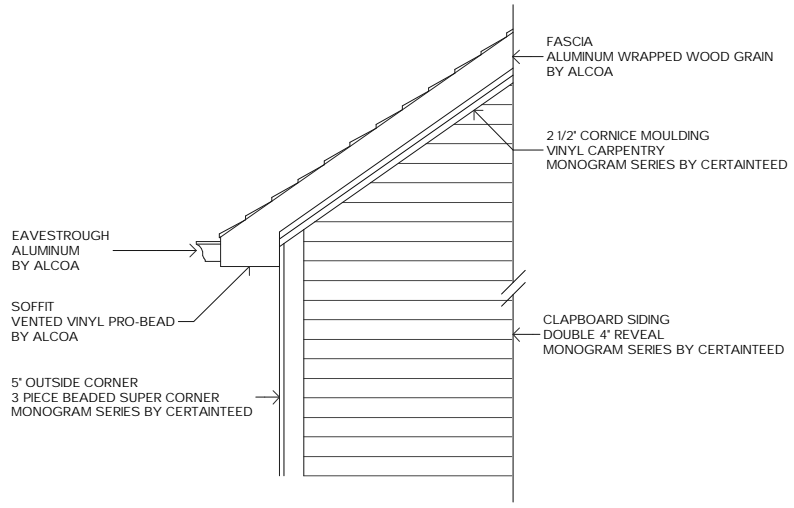 FASCIA
ALUMINUM WRAPPED WOOD GRAIN
BY ALCOA
2 1/2" CORNICE MOULDING
VINYL CARPENTRY
MONOGRAM SERIES BY CERTAINTEED
EAVESTROUGH
ALUMINUM
BY ALCOA
SOFFIT
VENTED VINYL PRO-BEAD
BY ALCOA
CLAPBOARD SIDING
DOUBLE 4" REVEAL
MONOGRAM SERIES BY CERTAINTEED
5" OUTSIDE CORNER
3 PIECE BEADED SUPER CORNER
MONOGRAM SERIES BY CERTAINTEED